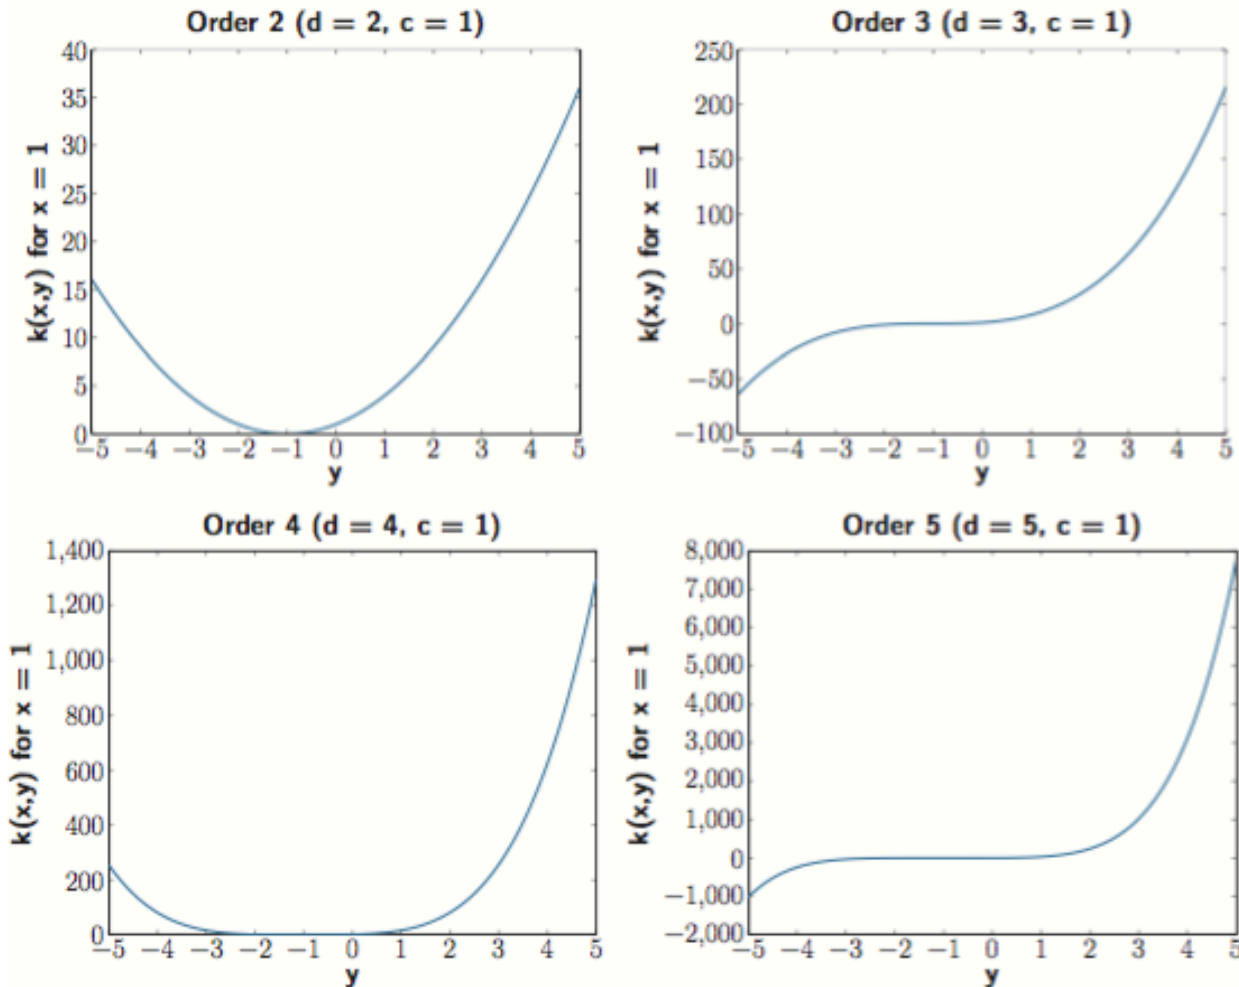 Order 2 (d = 2, c = 1)
40
35
30
25
20
15
10
5
0
k(x,y) for x = 1
−5 −4 −3 −2 −1 0 1 2 3 4 5
y
Order 3 (d = 3, c = 1)
250
200
150
100
50
0
−50
−100
k(x,y) for x = 1
−5 −4 −3 −2 −1 0 1 2 3 4 5
y
Order 4 (d = 4, c = 1)
1,400
1,200
1,000
800
600
400
200
0
k(x,y) for x = 1
−5 −4 −3 −2 −1 0 1 2 3 4 5
y
Order 5 (d = 5, c = 1)
8,000
7,000
6,000
5,000
4,000
3,000
2,000
1,000
0
−1,000
−2,000
k(x,y) for x = 1
−5 −4 −3 −2 −1 0 1 2 3 4 5
y